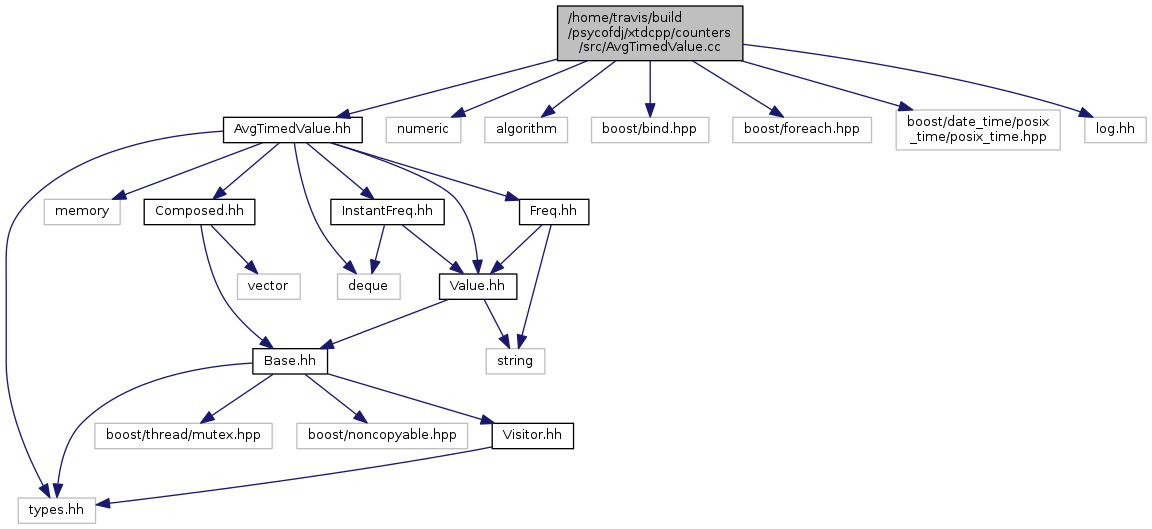 /home/travis/build
/psycofdj/xtdcpp/counters
/src/AvgTimedValue.cc
AvgTimedValue.hh
numeric
algorithm
boost/bind.hpp
boost/foreach.hpp
boost/date_time/posix
_time/posix_time.hpp
log.hh
memory
Composed.hh
InstantFreq.hh
Freq.hh
vector
deque
Value.hh
Base.hh
string
boost/thread/mutex.hpp
boost/noncopyable.hpp
Visitor.hh
types.hh